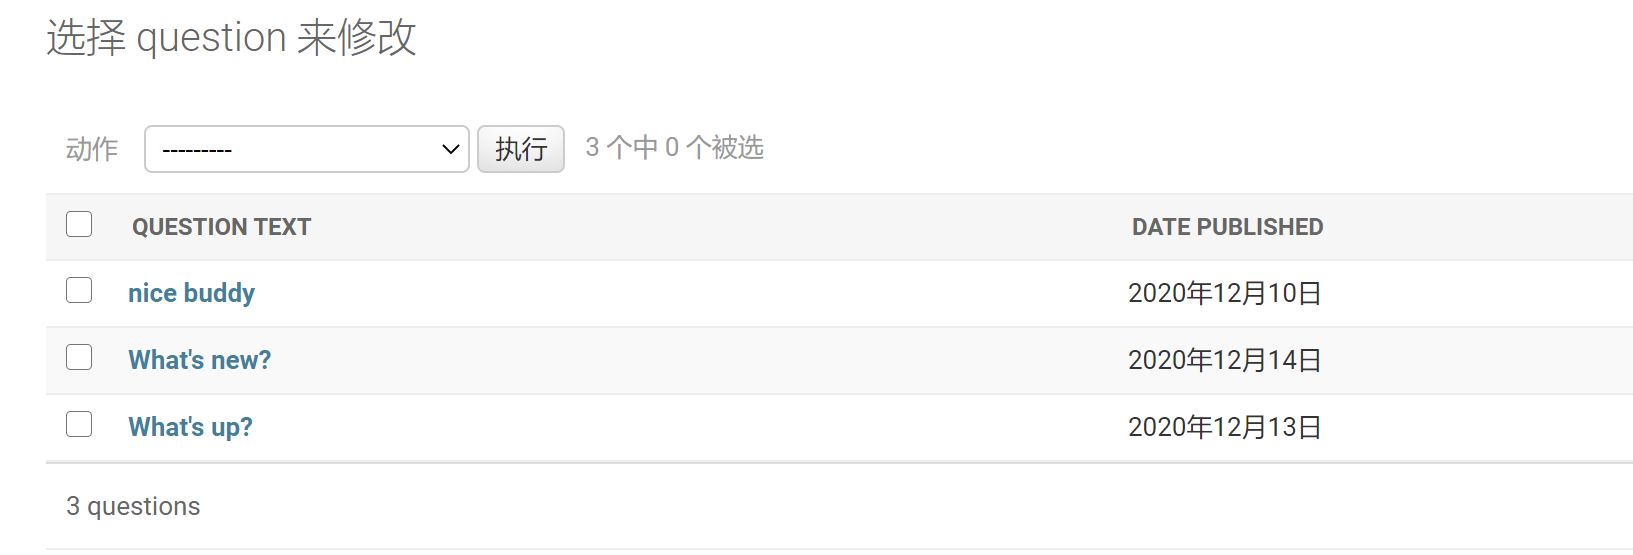 选择 question 来修改
动作 --------- 执行 3 个中 0 个被选
QUESTION TEXT DATE PUBLISHED
nice buddy 2020年12月10日
What's new? 2020年12月14日
What's up? 2020年12月13日
3 questions